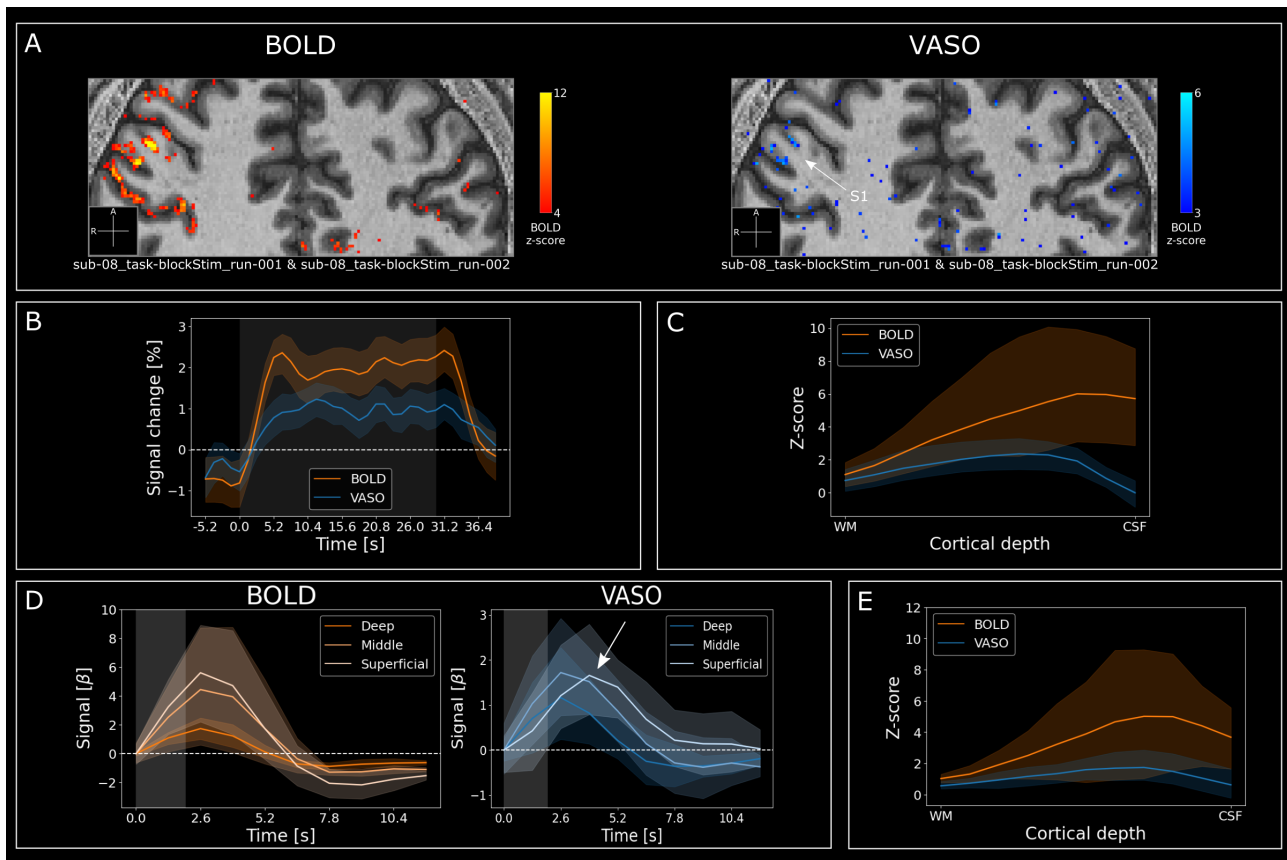 A
BOLD
VASO
12
4
BOLD
z-score
A
R
sub-08_task-blockStim_run-001 & sub-08_task-blockStim_run-002
S1
6
3
BOLD
z-score
A
R
sub-08_task-blockStim_run-001 & sub-08_task-blockStim_run-002
B
Signal change [%]
3
2
1
0
−1
BOLD
VASO
-5.2 0.0 5.2 10.4 15.6 20.8 26.0 31.2 36.4
Time [s]
C
Z-score
10
8
6
4
2
0
BOLD
VASO
WM CSF
Cortical depth
D
BOLD
Signal [β]
10
8
6
4
2
0
−2
Deep
Middle
Superficial
0.0 2.6 5.2 7.8 10.4
Time [s]
VASO
Signal [β]
3
2
1
0
−1
Deep
Middle
Superficial
0.0 2.6 5.2 7.8 10.4
Time [s]
E
Z-score
12
10
8
6
4
2
0
BOLD
VASO
WM CSF
Cortical depth